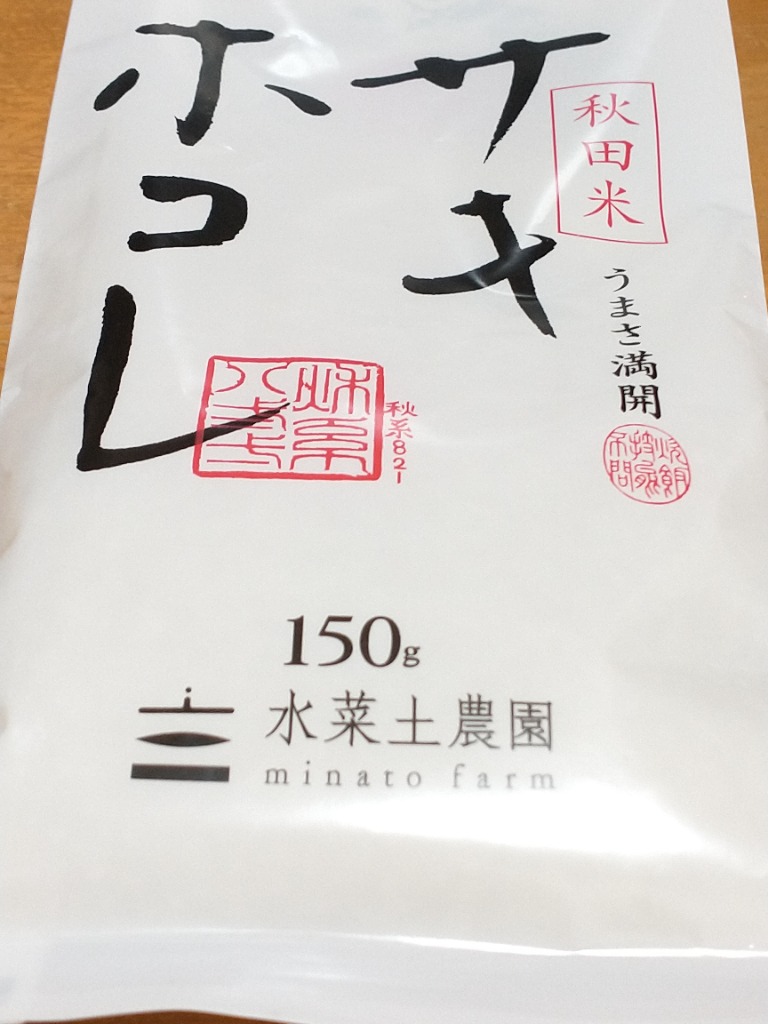 秋田米
うまさ満開
サキ
ホコレ
秋系821
150g
水菜土農園
minato farm